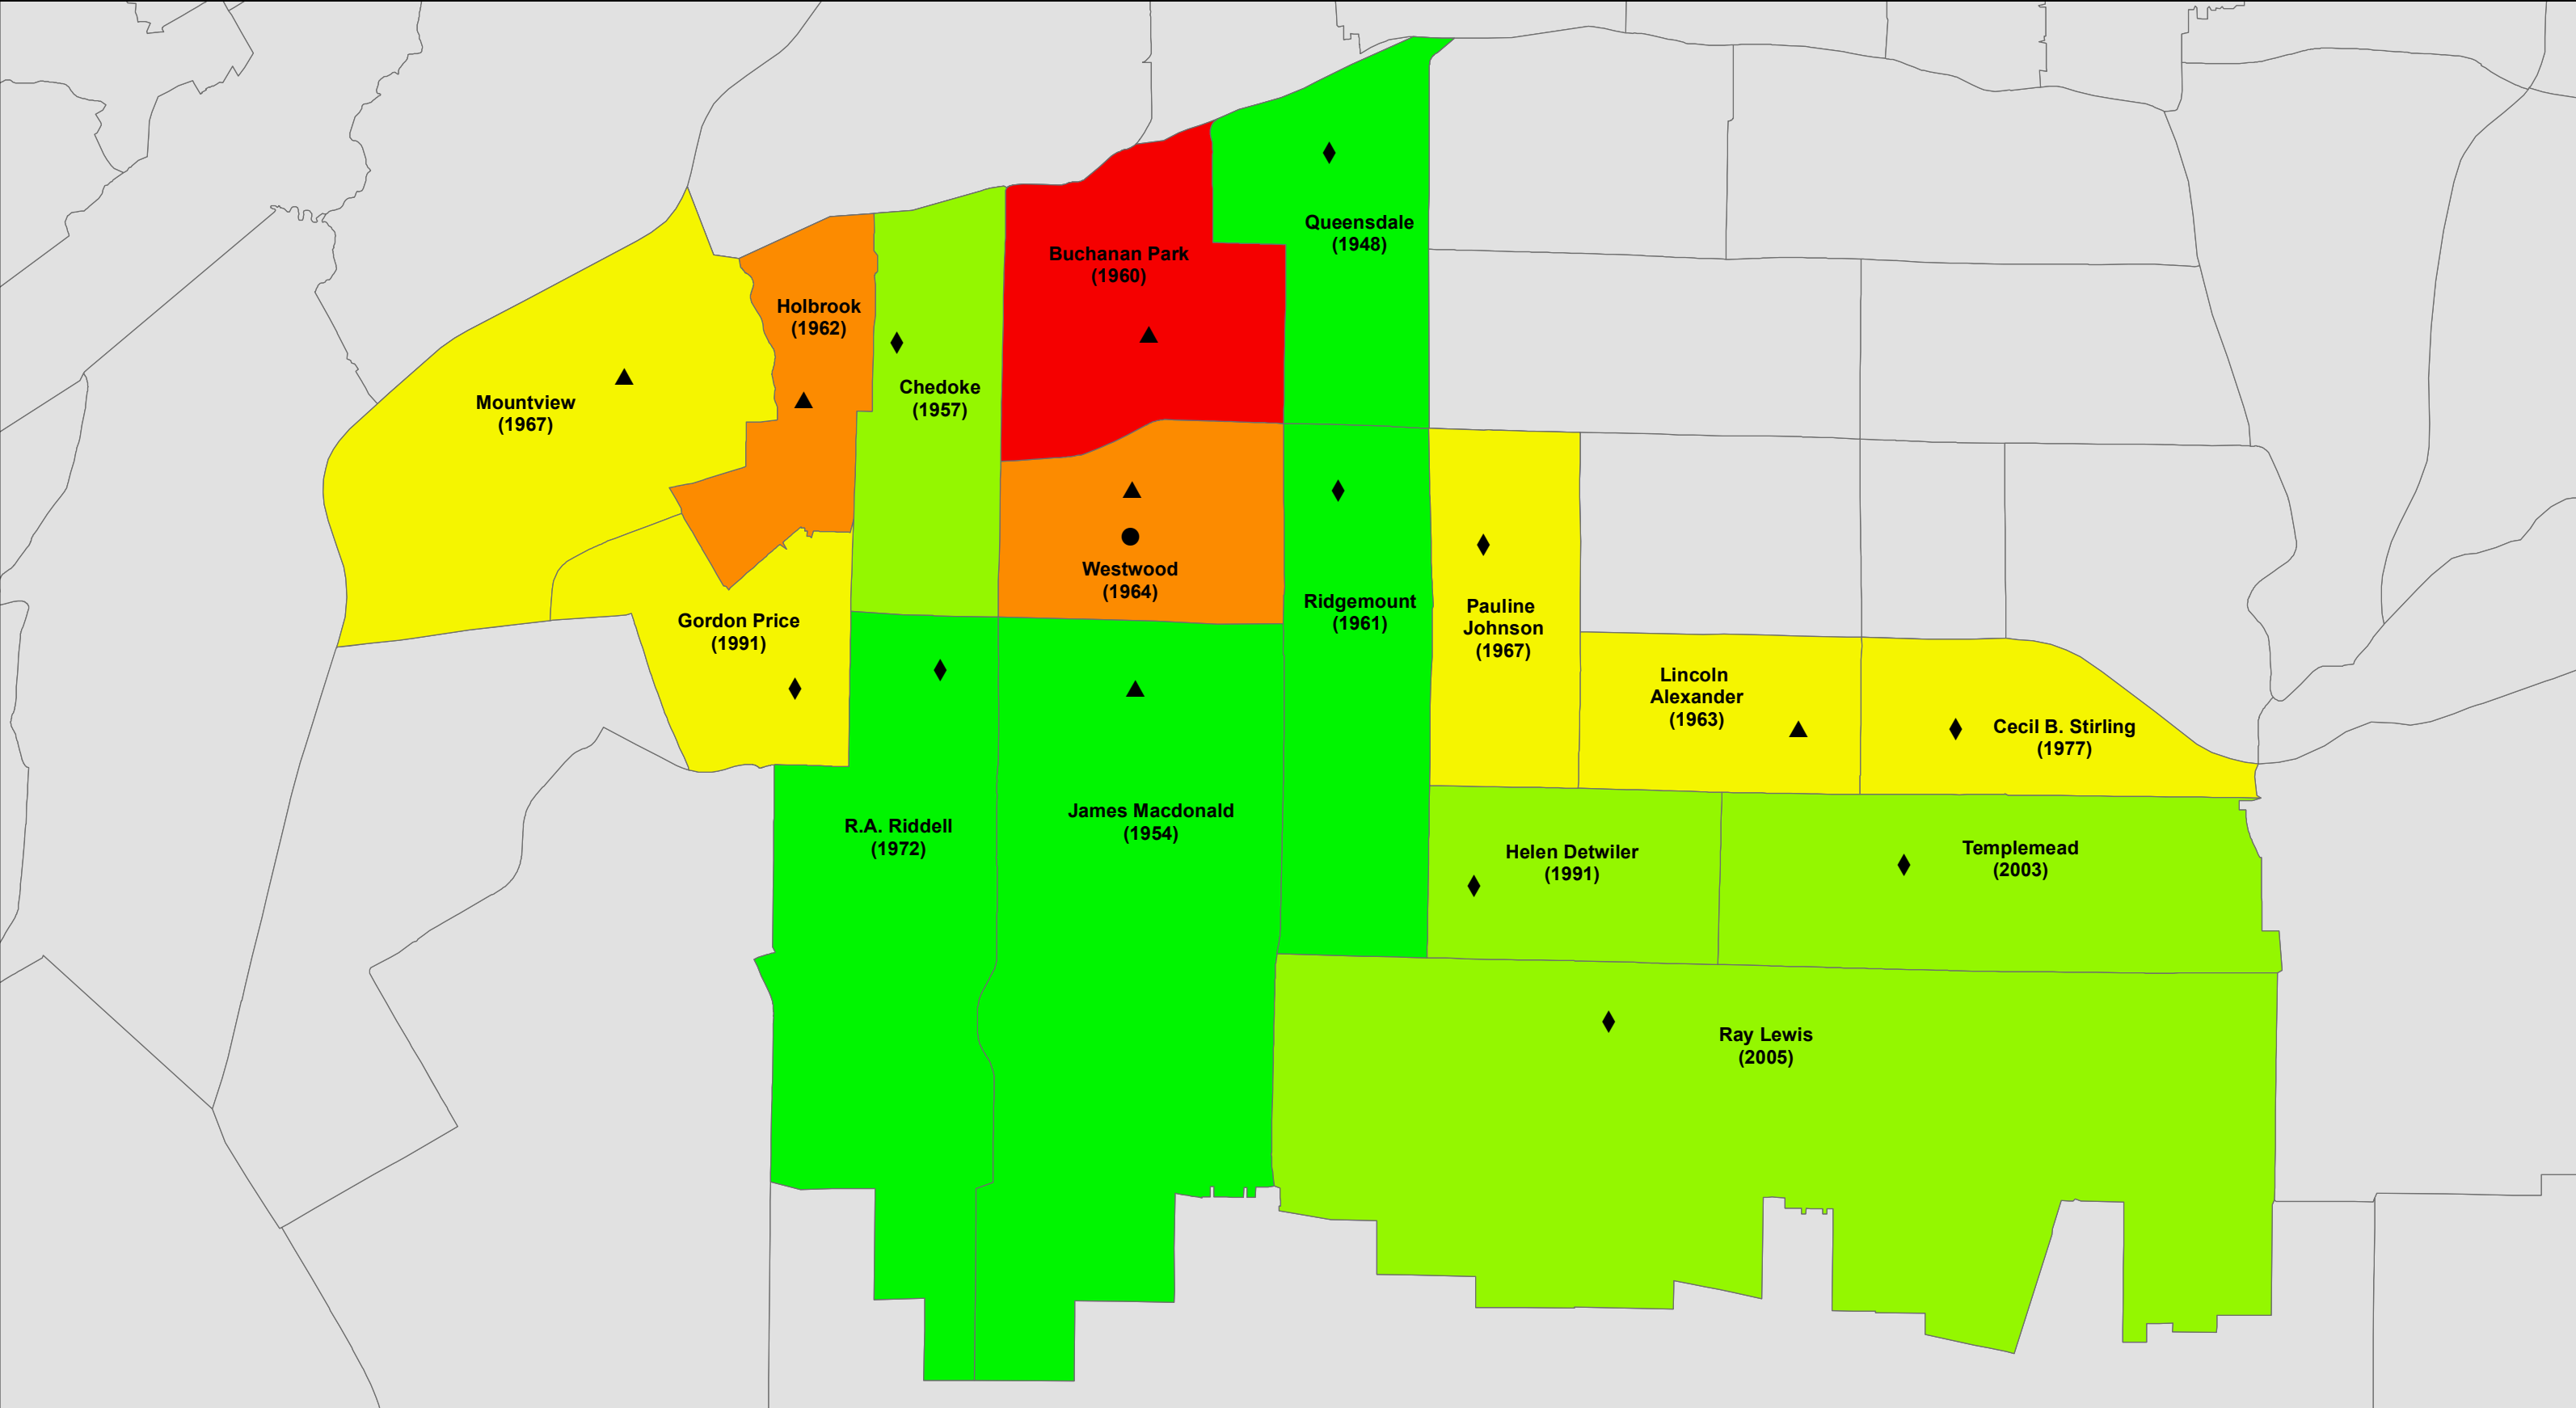 Queensdale
(1948)
Buchanan Park
(1960)
Holbrook
(1962)
Chedoke
(1957)
Mountview
(1967)
Westwood
(1964)
Ridgemount
(1961)
Pauline
Johnson
(1967)
Gordon Price
(1991)
Lincoln
Alexander
(1963)
Cecil B. Stirling
(1977)
R.A. Riddell
(1972)
James Macdonald
(1954)
Helen Detwiler
(1991)
Templemead
(2003)
Ray Lewis
(2005)